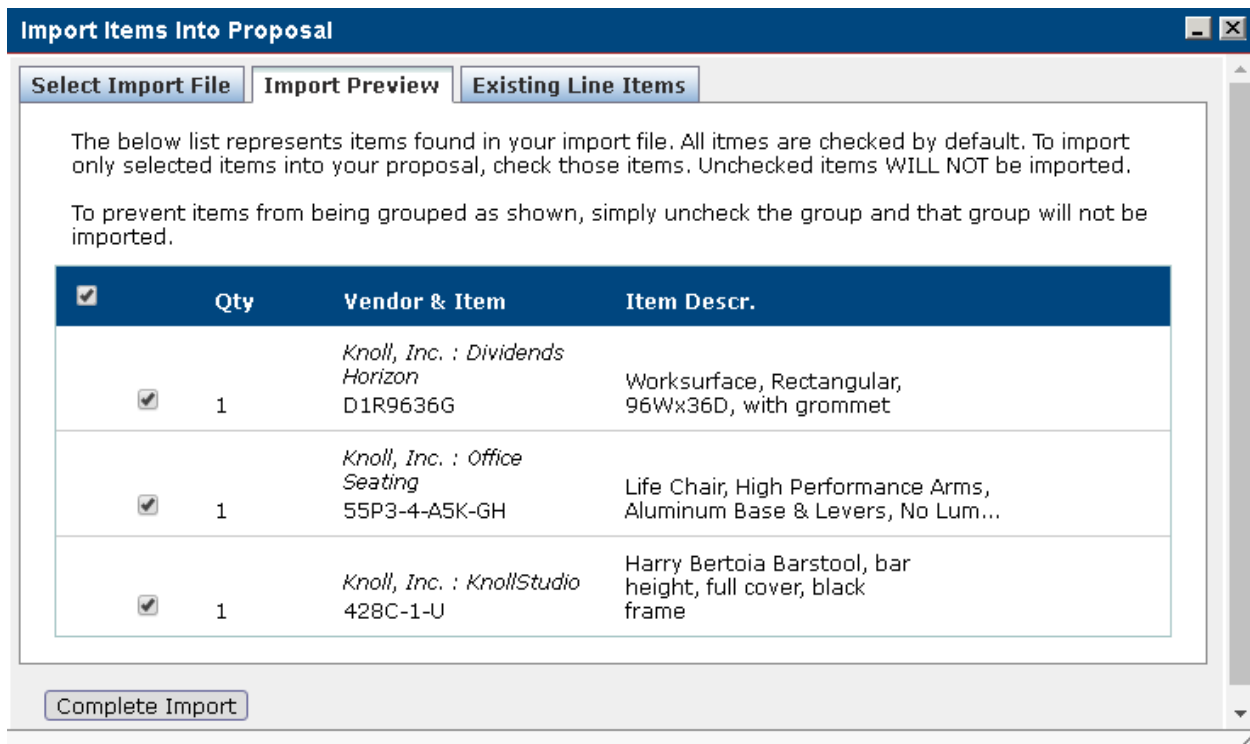 Import Items Into Proposal
Select Import File
Import Preview
Existing Line Items
The below list represents items found in your import file. All itmes are checked by default. To import
only selected items into your proposal, check those items. Unchecked items WILL NOT be imported.
To prevent items from being grouped as shown, simply uncheck the group and that group will not be
imported.
Qty Vendor & Item Item Descr.
Knoll, Inc. : Dividends
Horizon
1 D1R9636G
Worksurface, Rectangular,
96Wx36D, with grommet
Knoll, Inc. : Office
Seating
1 55P3-4-A5K-GH
Life Chair, High Performance Arms,
Aluminum Base & Levers, No Lum...
Knoll, Inc. : KnollStudio
1 428C-1-U
Harry Bertoia Barstool, bar
height, full cover, black
frame
Complete Import